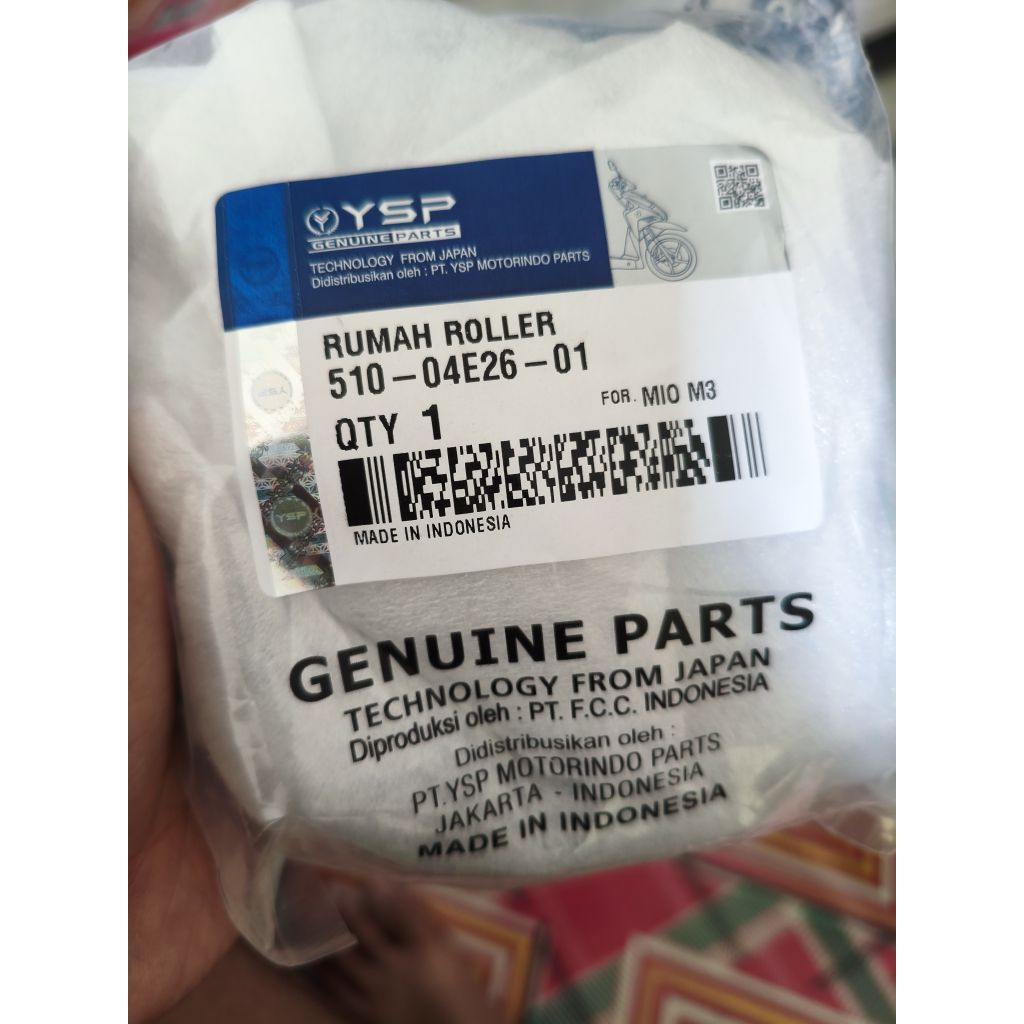 YSP
GENUINE PARTS
TECHNOLOGY FROM JAPAN
Didistribusikan oleh : PT. YSP MOTORINDO PARTS
RUMAH ROLLER
510-04E26-01
FOR. MIO M3
QTY 1
MADE IN INDONESIA
YSP
YSP
GENUINE PARTS
TECHNOLOGY FROM JAPAN
Diproduksi oleh : PT. F.C.C. INDONESIA
Didistribusikan oleh :
PT.YSP MOTORINDO PARTS
JAKARTA - INDONESIA
MADE IN INDONESIA